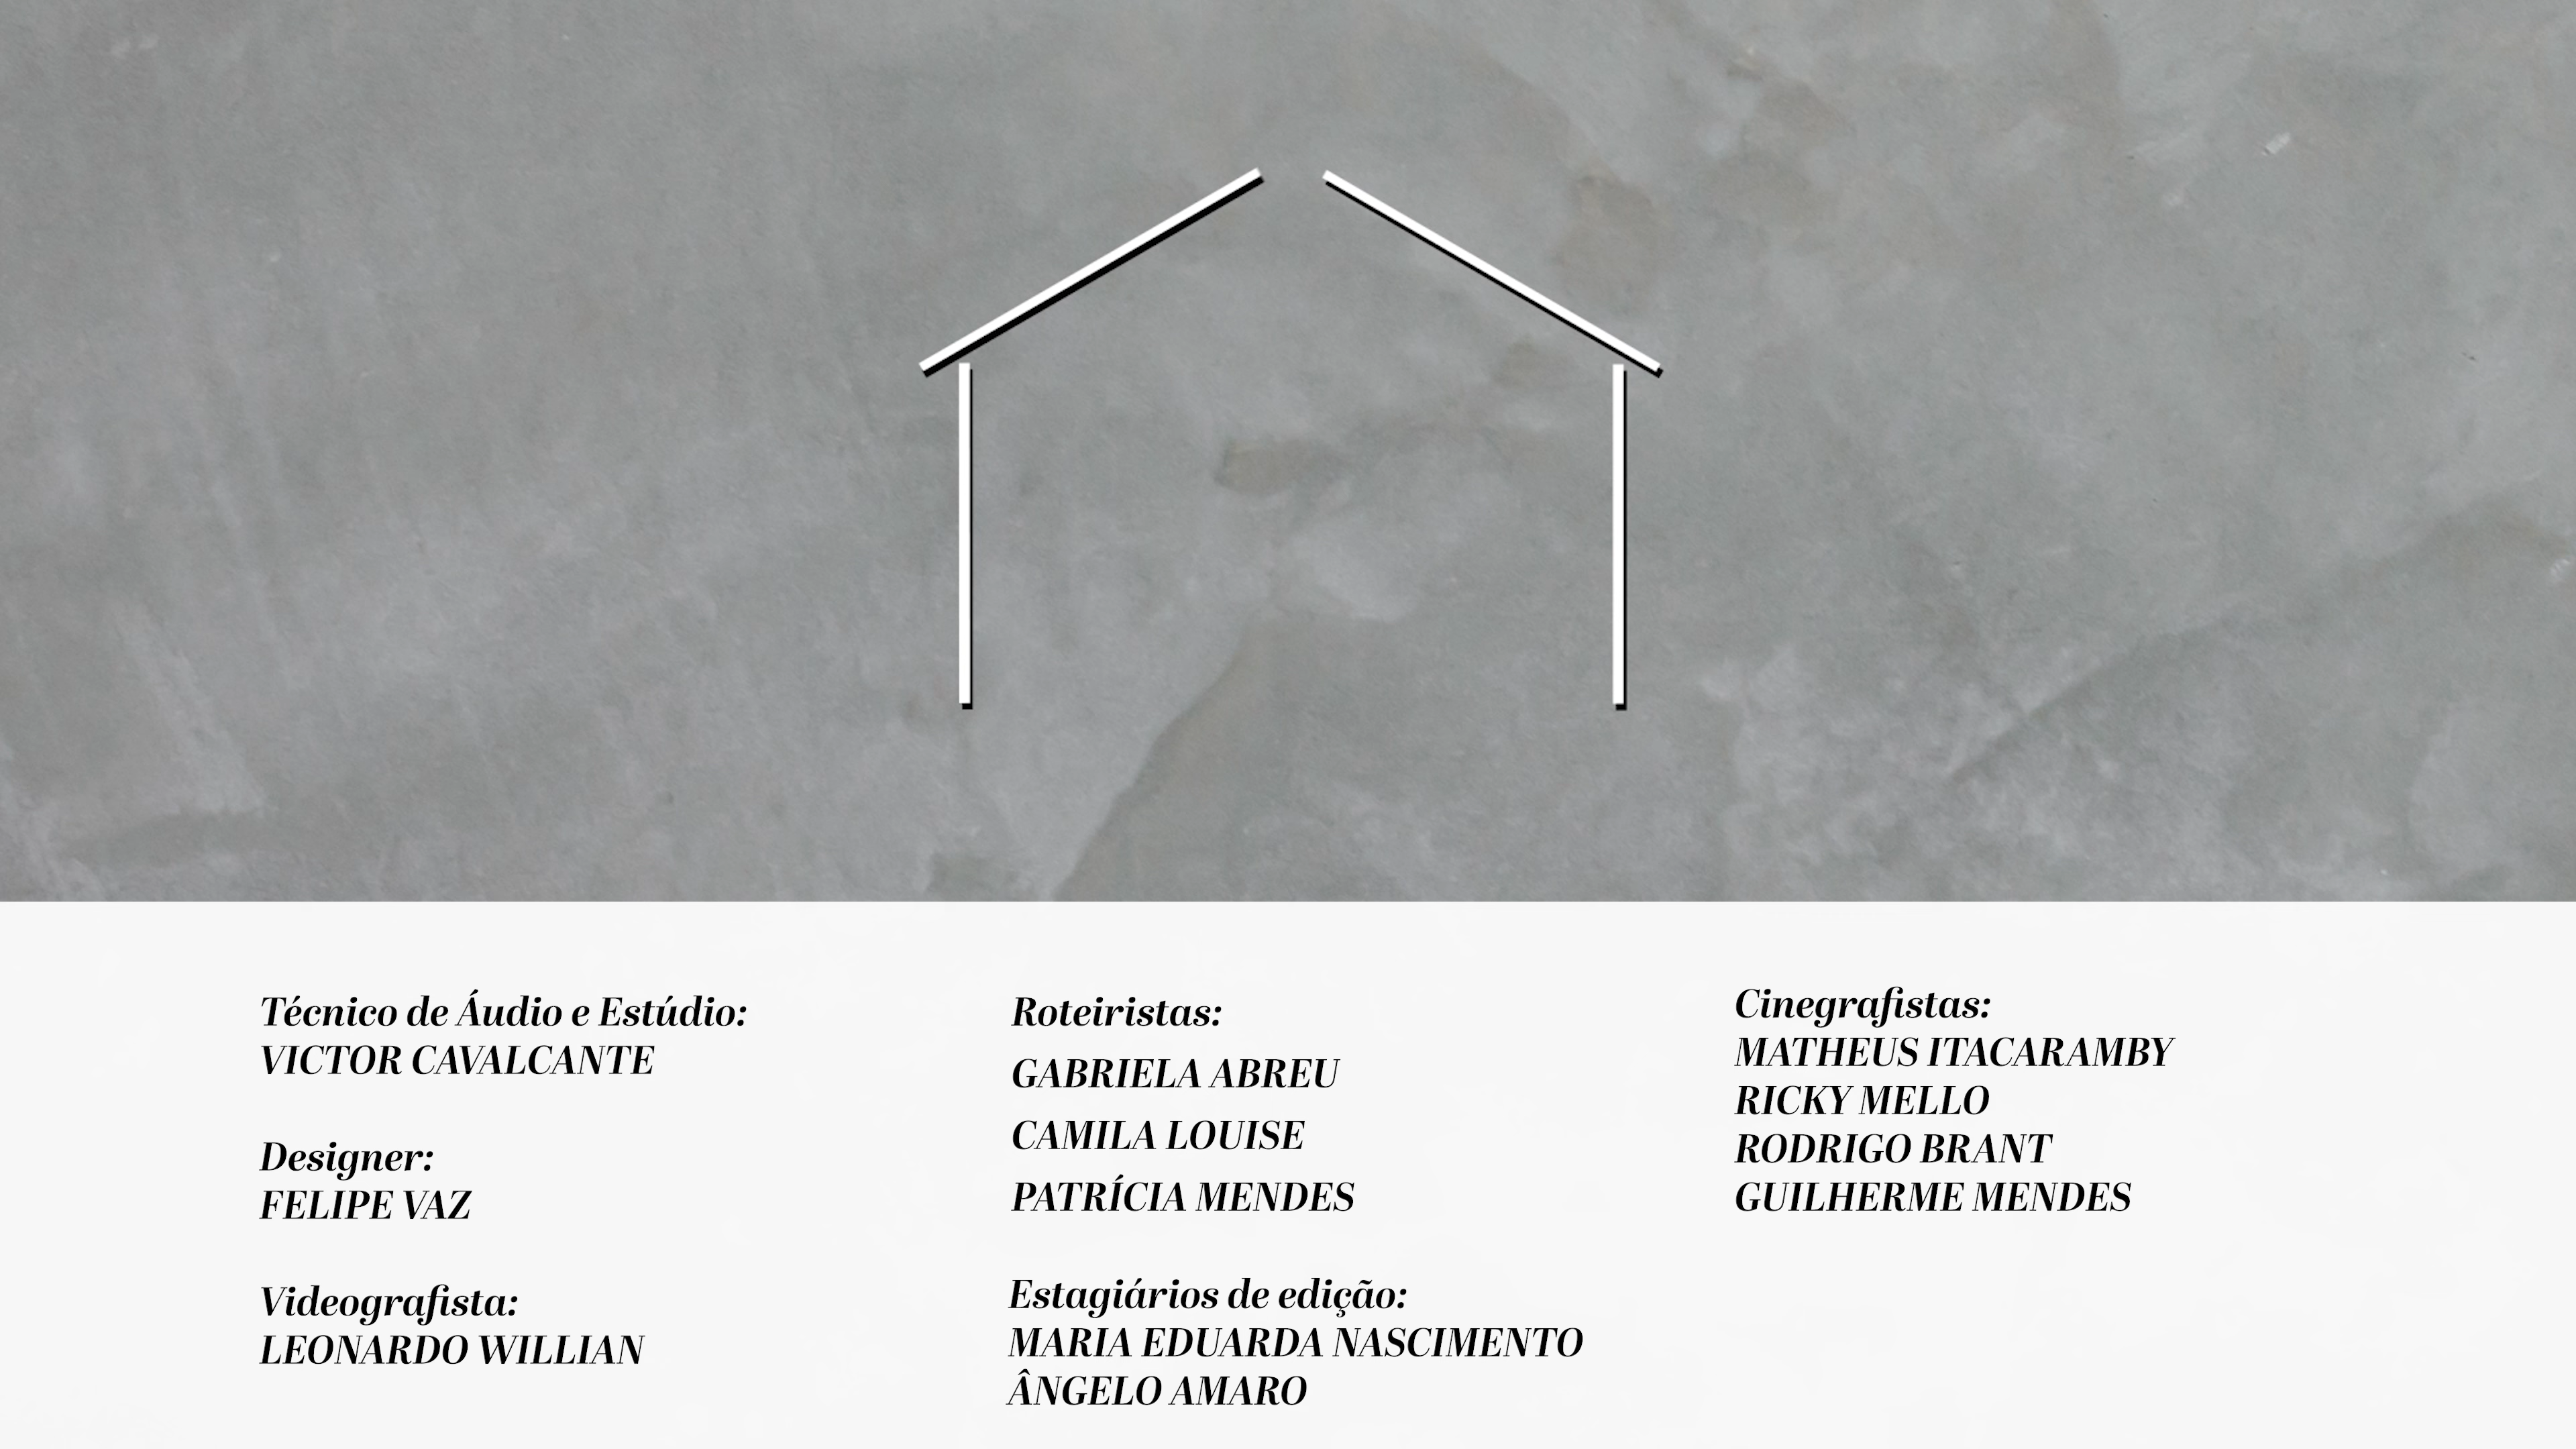 Técnico de Áudio e Estúdio:
VICTOR CAVALCANTE
Designer:
FELIPE VAZ
Videografista:
LEONARDO WILLIAN
Roteiristas:
GABRIELA ABREU
CAMILA LOUISE
PATRÍCIA MENDES
Estagiários de edição:
MARIA EDUARDA NASCIMENTO
ÂNGELO AMARO
Cinegrafistas:
MATHEUS ITACARAMBY
RICKY MELLO
RODRIGO BRANT
GUILHERME MENDES